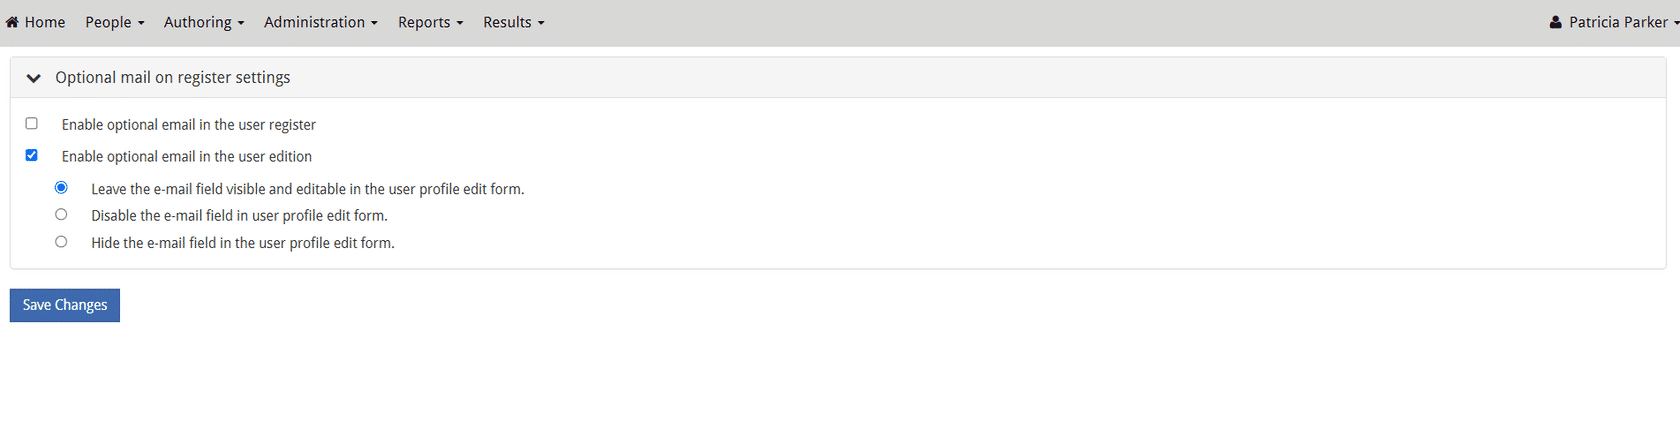 Home People Authoring Administration Reports Results Patricia Parker
Optional mail on register settings
Enable optional email in the user register
Enable optional email in the user edition
Leave the e-mail field visible and editable in the user profile edit form.
Disable the e-mail field in user profile edit form.
Hide the e-mail field in the user profile edit form.
Save Changes